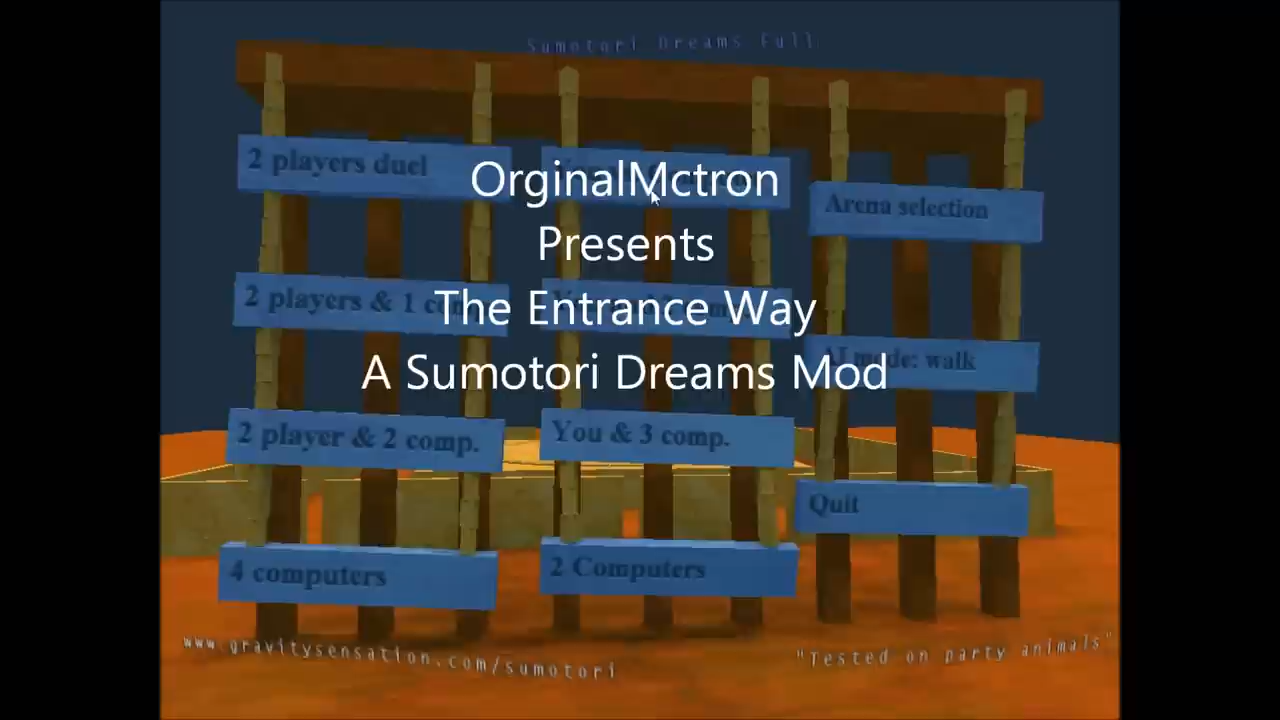 Sumotori Dreams Full
OrginalMctron
Presents
The Entrance Way
A Sumotori Dreams Mod
2 players duel
Arena selection
2 players & 1
mode: walk
2 player & 2 comp.
You & 3 comp.
Quit
4 computers
2 Computers
www.gravitysensation.com/sumotori
"Tested on party animals"